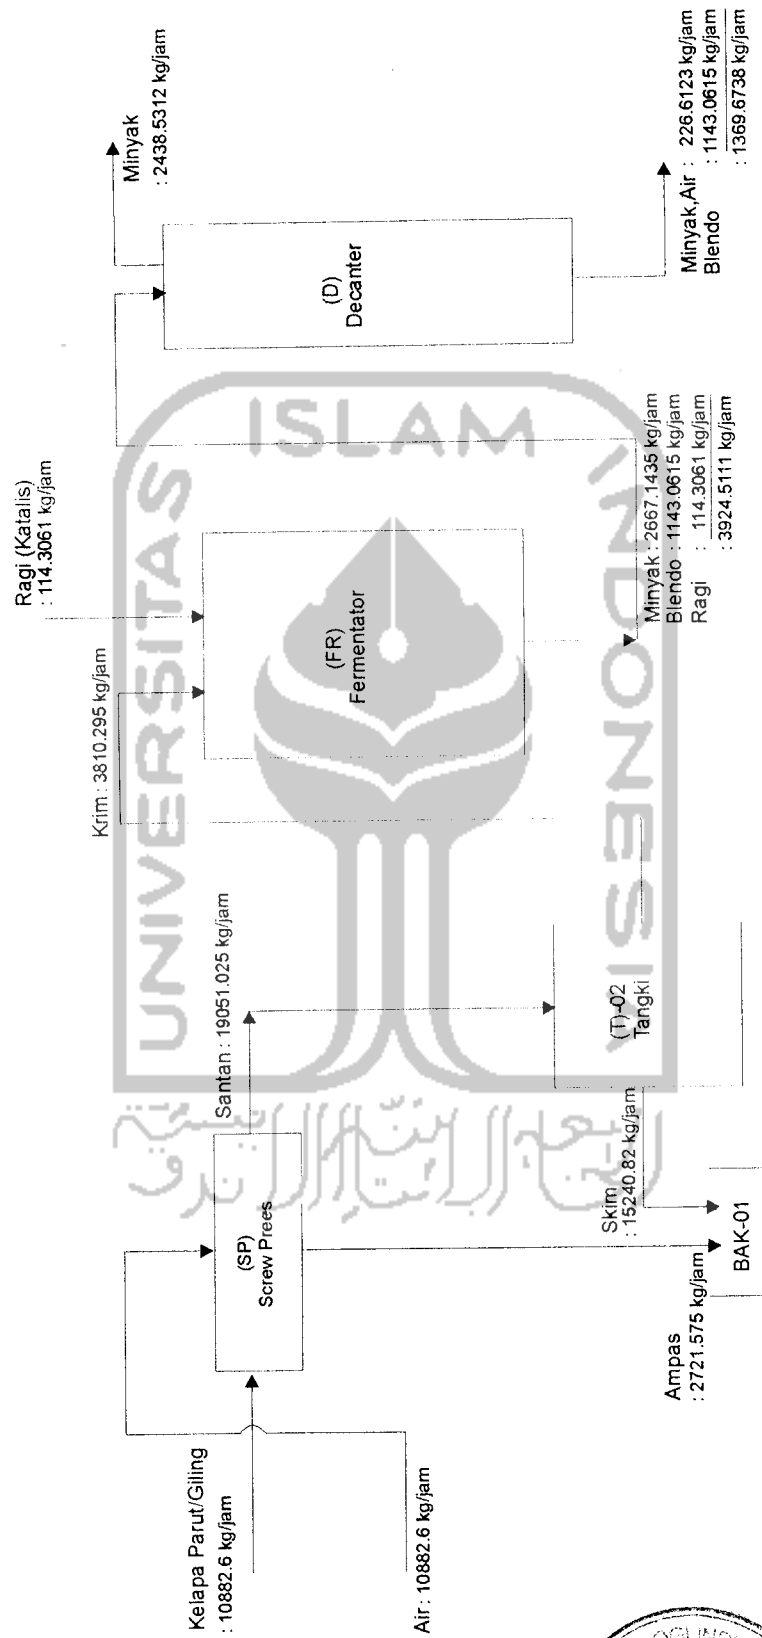 Kelapa Parut/Giling
: 10882.6 kg/jam
Air : 10882.6 kg/jam
(SP)
Screw Prees
Santan : 19051.025 kg/jam
Ampas
: 2721.575 kg/jam
Skim
: 15240.82 kg/jam
BAK-01
(T)-02
Tangki
Krim : 3810.295 kg/jam
Ragi (Katalis)
: 114.3061 kg/jam
(FR)
Fermentator
Minyak : 2667.1435 kg/jam
Blendo : 1143.0615 kg/jam
Ragi : 114.3061 kg/jam
: 3924.5111 kg/jam
(D)
Decanter
Minyak
: 2438.5312 kg/jam
Minyak,Air : 226.6123 kg/jam
Blendo : 1143.0615 kg/jam
: 1369.6738 kg/jam
UNIVERSITAS
ISLAM
INDONESIA